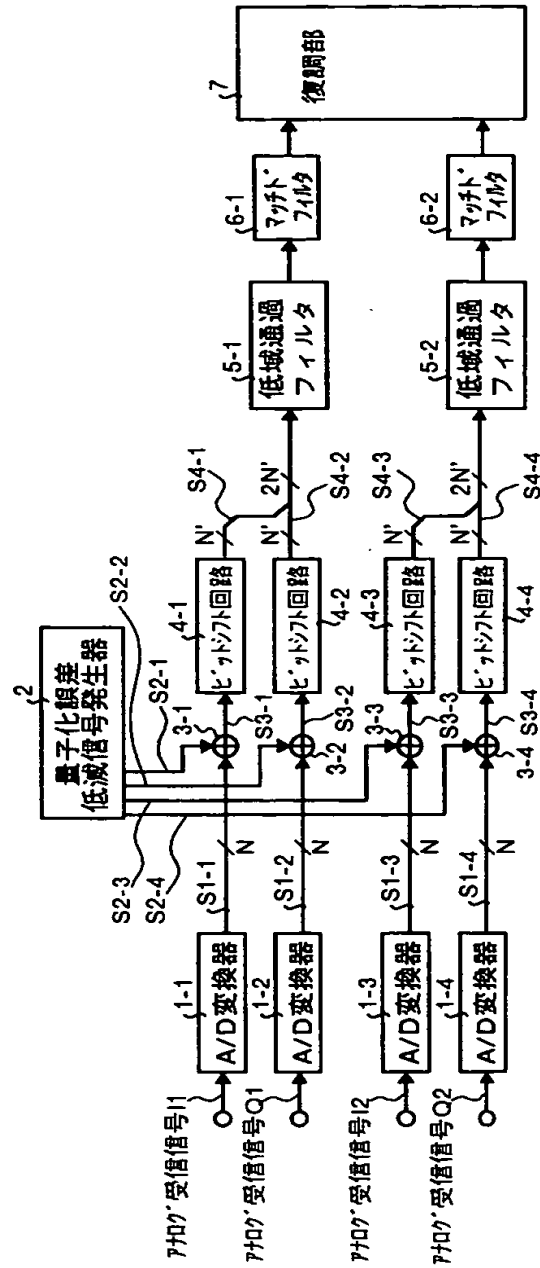 アナログ受信信号I1
アナログ受信信号Q1
アナログ受信信号I2
アナログ受信信号Q2
1-1
A/D変換器
1-2
A/D変換器
1-3
A/D変換器
1-4
A/D変換器
S1-1
S1-2
S1-3
S1-4
N
N
N
N
2
量子化誤差
低減信号発生器
S2-1
S2-2
S2-3
S2-4
3-1
3-2
3-3
3-4
S3-1
S3-2
S3-3
S3-4
4-1
ビットシフト回路
4-2
ビットシフト回路
4-3
ビットシフト回路
4-4
ビットシフト回路
N'
N'
N'
N'
S4-1
S4-2
S4-3
S4-4
2N'
2N'
5-1
低域通過
フィルタ
5-2
低域通過
フィルタ
6-1
マッチド
フィルタ
6-2
マッチド
フィルタ
7
復調部